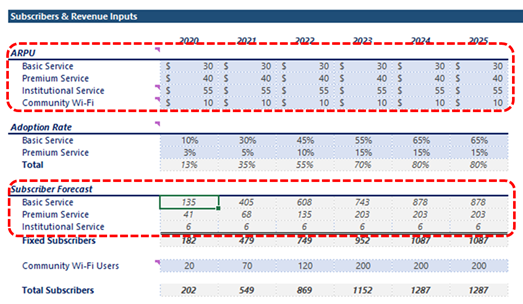 Subscribers & Revenue Inputs
2020 2021 2022 2023 2024 2025
ARPU
Basic Service $ 30 $ 30 $ 30 $ 30 $ 30 $ 30
Premium Service $ 40 $ 40 $ 40 $ 40 $ 40 $ 40
Institutional Service $ 55 $ 55 $ 55 $ 55 $ 55 $ 55
Community Wi-Fi $ 10 $ 10 $ 10 $ 10 $ 10 $ 10
Adoption Rate
Basic Service 10% 30% 45% 55% 65% 65%
Premium Service 3% 5% 10% 15% 15% 15%
Total 13% 35% 55% 70% 80% 80%
Subscriber Forecast
Basic Service 135 405 608 743 878 878
Premium Service 41 68 135 203 203 203
Institutional Service 6 6 6 6 6 6
Fixed Subscribers 182 479 749 952 1087 1087
Community Wi-Fi Users 20 70 120 200 200 200
Total Subscribers 202 549 869 1152 1287 1287